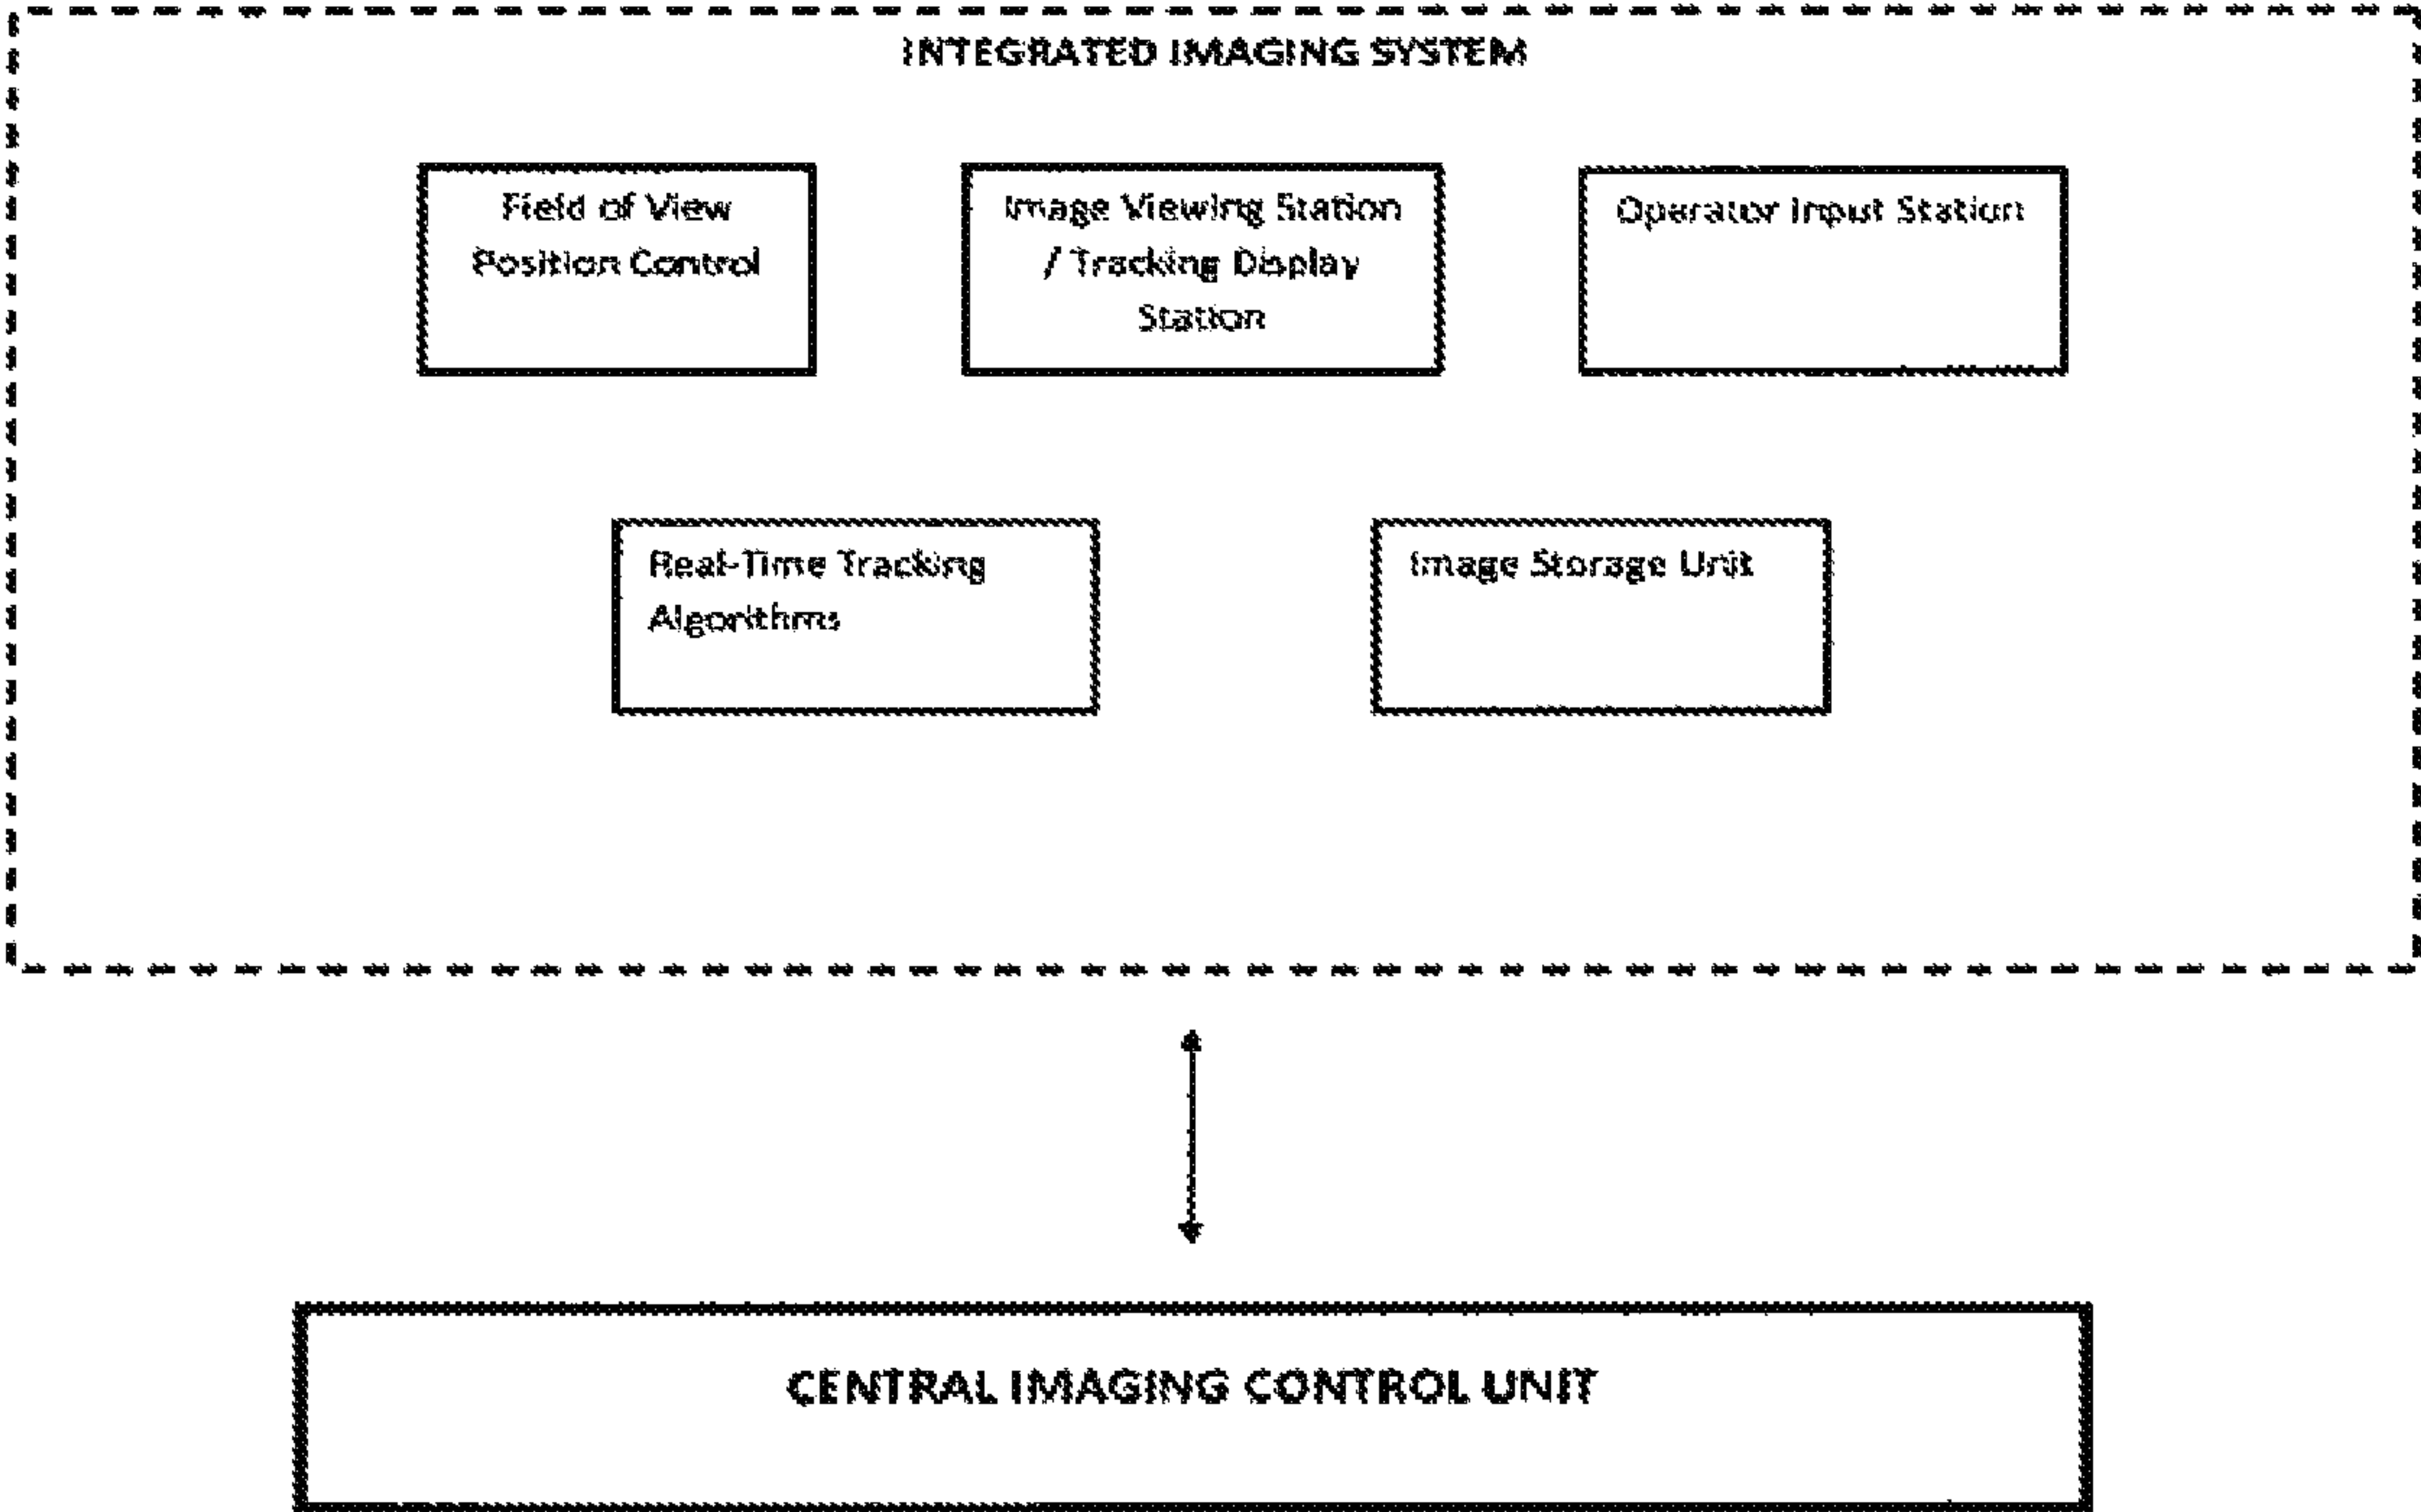 INTEGRATED IMAGING SYSTEM
Field of View
Position Control
Image Viewing Station
/ Tracking Display
Station
Operator Input Station
Real-Time Tracking
Algorithms
Image Storage Unit
CENTRAL IMAGING CONTROL UNIT